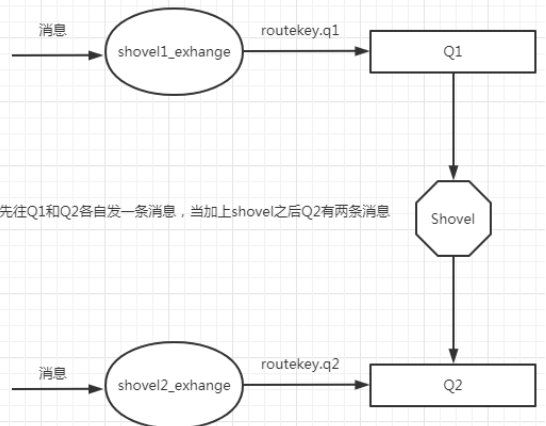 消息
shovel1_exhange
routekey.q1
Q1
先往Q1和Q2各自发一条消息，当加上shovel之后Q2有两条消息
Shovel
消息
shovel2_exhange
routekey.q2
Q2